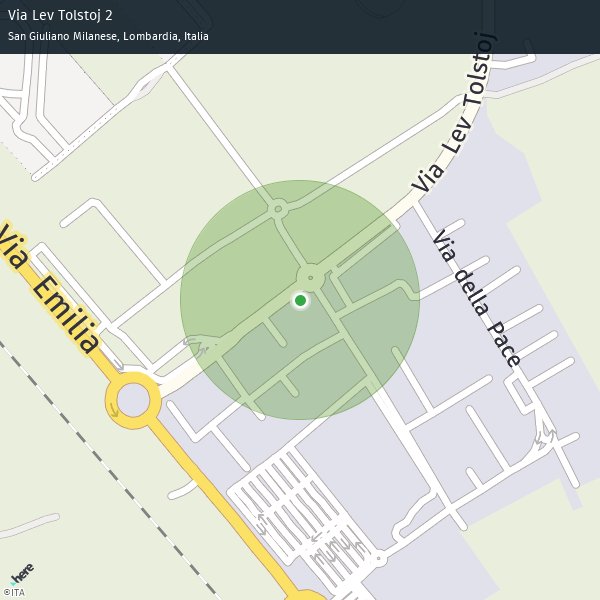 Via Lev Tolstoj 2
San Giuliano Milanese, Lombardia, Italia
Via Lev Tolstoj
Via Emilia
Via della Pace
here
©ITA